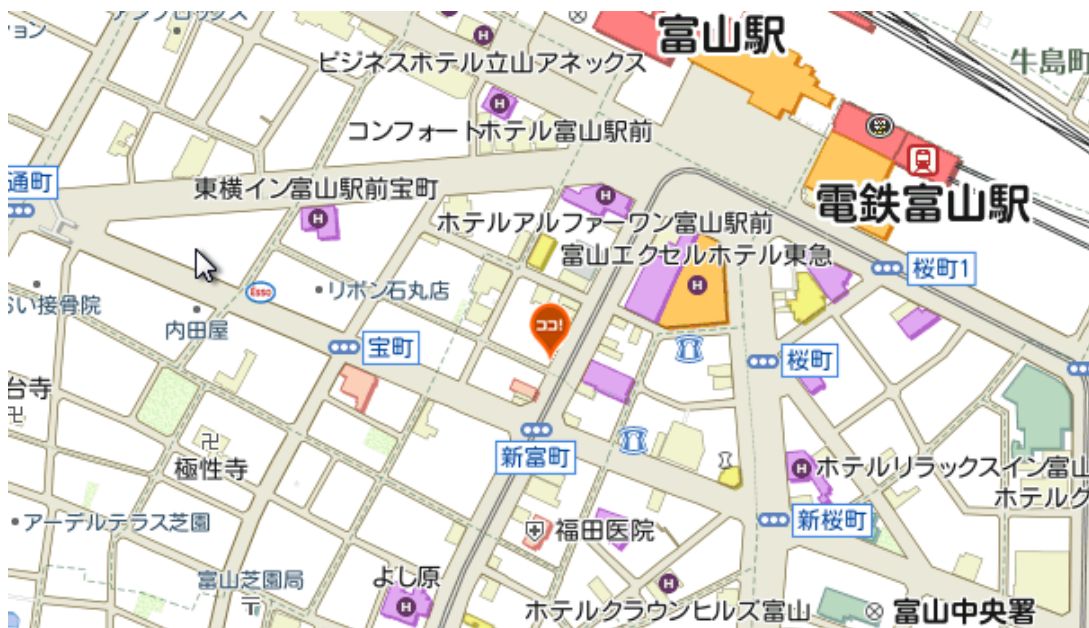 富山駅
ビジネスホテル立山アネックス
牛島町
コンフォートホテル富山駅前
通町
東横イン富山駅前宝町
電鉄富山駅
ホテルアルファーワン富山駅前
富山エクセルホテル東急
桜町1
Esso
リボン石丸店
い接骨院
内田屋
ココ!
宝町
桜町
台寺
新富町
極性寺
ホテルリラックスイン富山
ホテルク
アーデルテラス芝園
福田医院
新桜町
富山芝園局
よし原
ホテルクラウンヒルズ富山
富山中央署